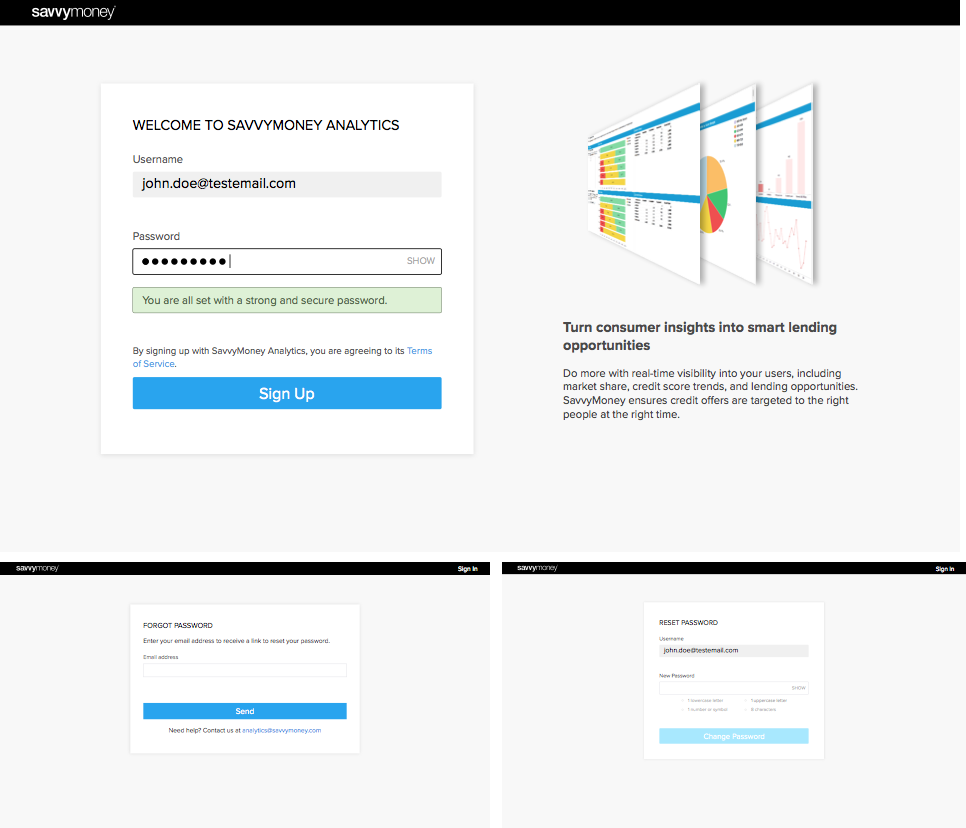 savvymoney
WELCOME TO SAVVYMONEY ANALYTICS
Username
john.doe@testemail.com
Password
SHOW
You are all set with a strong and secure password.
By signing up with SavvyMoney Analytics, you are agreeing to its Terms
of Service.
Sign Up
Turn consumer insights into smart lending
opportunities
Do more with real-time visibility into your users, including
market share, credit score trends, and lending opportunities.
SavvyMoney ensures credit offers are targeted to the right
people at the right time.
savvymoney
Sign In
FORGOT PASSWORD
Enter your email address to receive a link to reset your password.
Email address
Send
Need help? Contact us at analytics@savvymoney.com
savvymoney
Sign In
RESET PASSWORD
Username
john.doe@testemail.com
New Password
SHOW
1 lowercase letter
1 uppercase letter
1 number or symbol
8 characters
Change Password